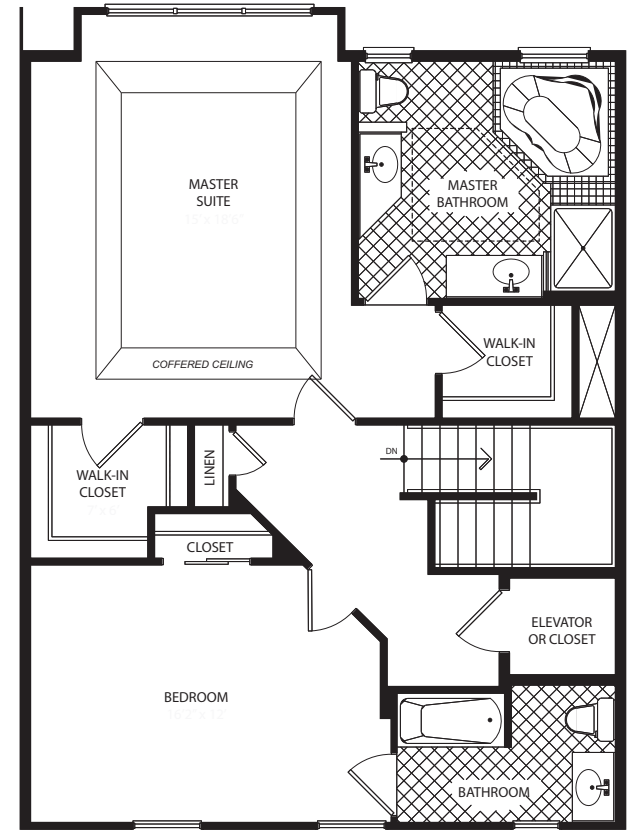 MASTER
SUITE
15' x 18'6"
MASTER
BATHROOM
COFFERED CEILING
WALK-IN
CLOSET
DN
LINEN
WALK-IN
CLOSET
7' x 6'
CLOSET
ELEVATOR
OR CLOSET
BEDROOM
16'2" x 12'
BATHROOM